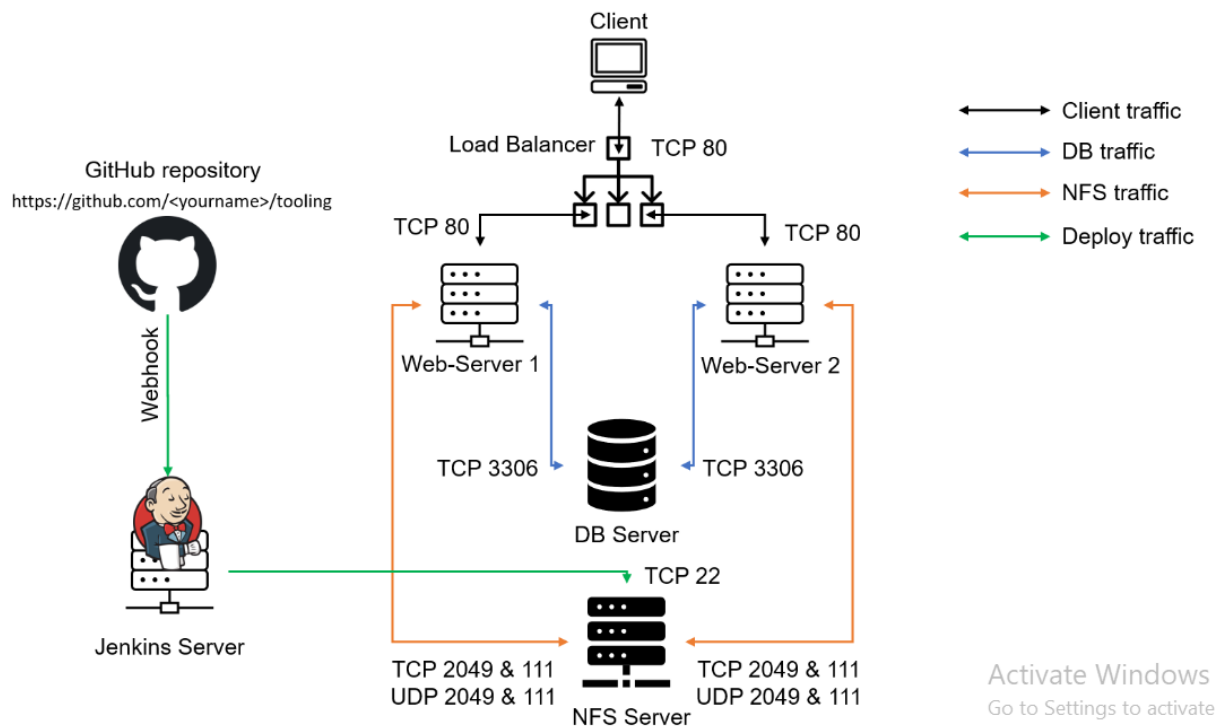 Client
Load Balancer
TCP 80
Client traffic
DB traffic
NFS traffic
Deploy traffic
GitHub repository
https://github.com/<yourname>/tooling
TCP 80
TCP 80
Webhook
Web-Server 1
Web-Server 2
TCP 3306
TCP 3306
DB Server
TCP 22
Jenkins Server
TCP 2049 & 111
UDP 2049 & 111
TCP 2049 & 111
UDP 2049 & 111
NFS Server
Activate Windows
Go to Settings to activate